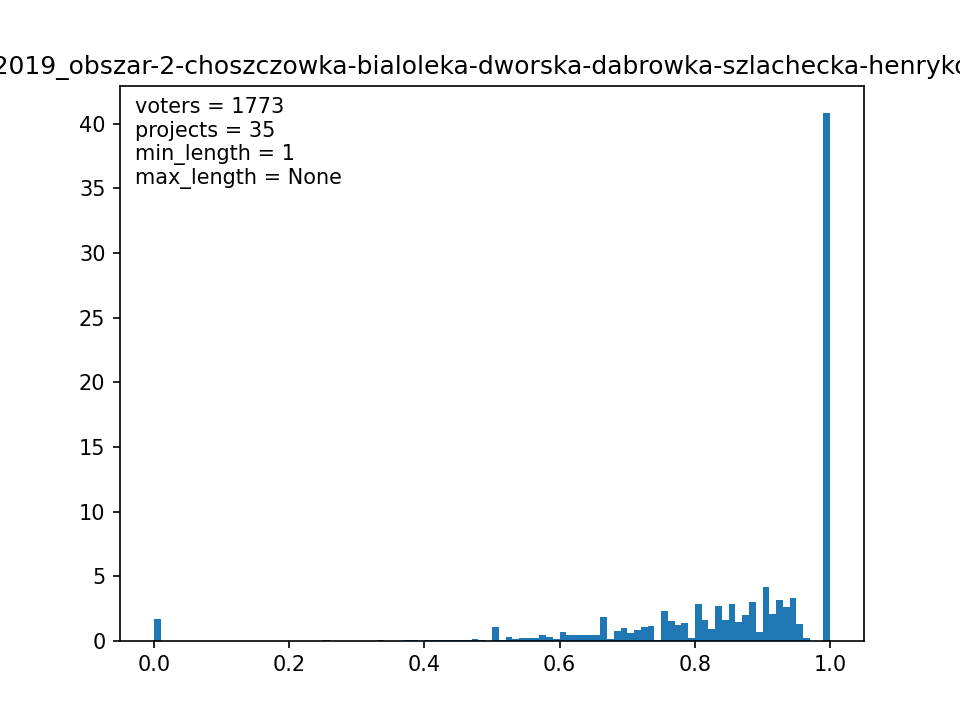 2019_obszar-2-choszczowka-bialoleka-dworska-dabrowka-szlachecka-henryko
voters = 1773
projects = 35
min_length = 1
max_length = None
40
35
30
25
20
15
10
5
0
0.0 0.2 0.4 0.6 0.8 1.0